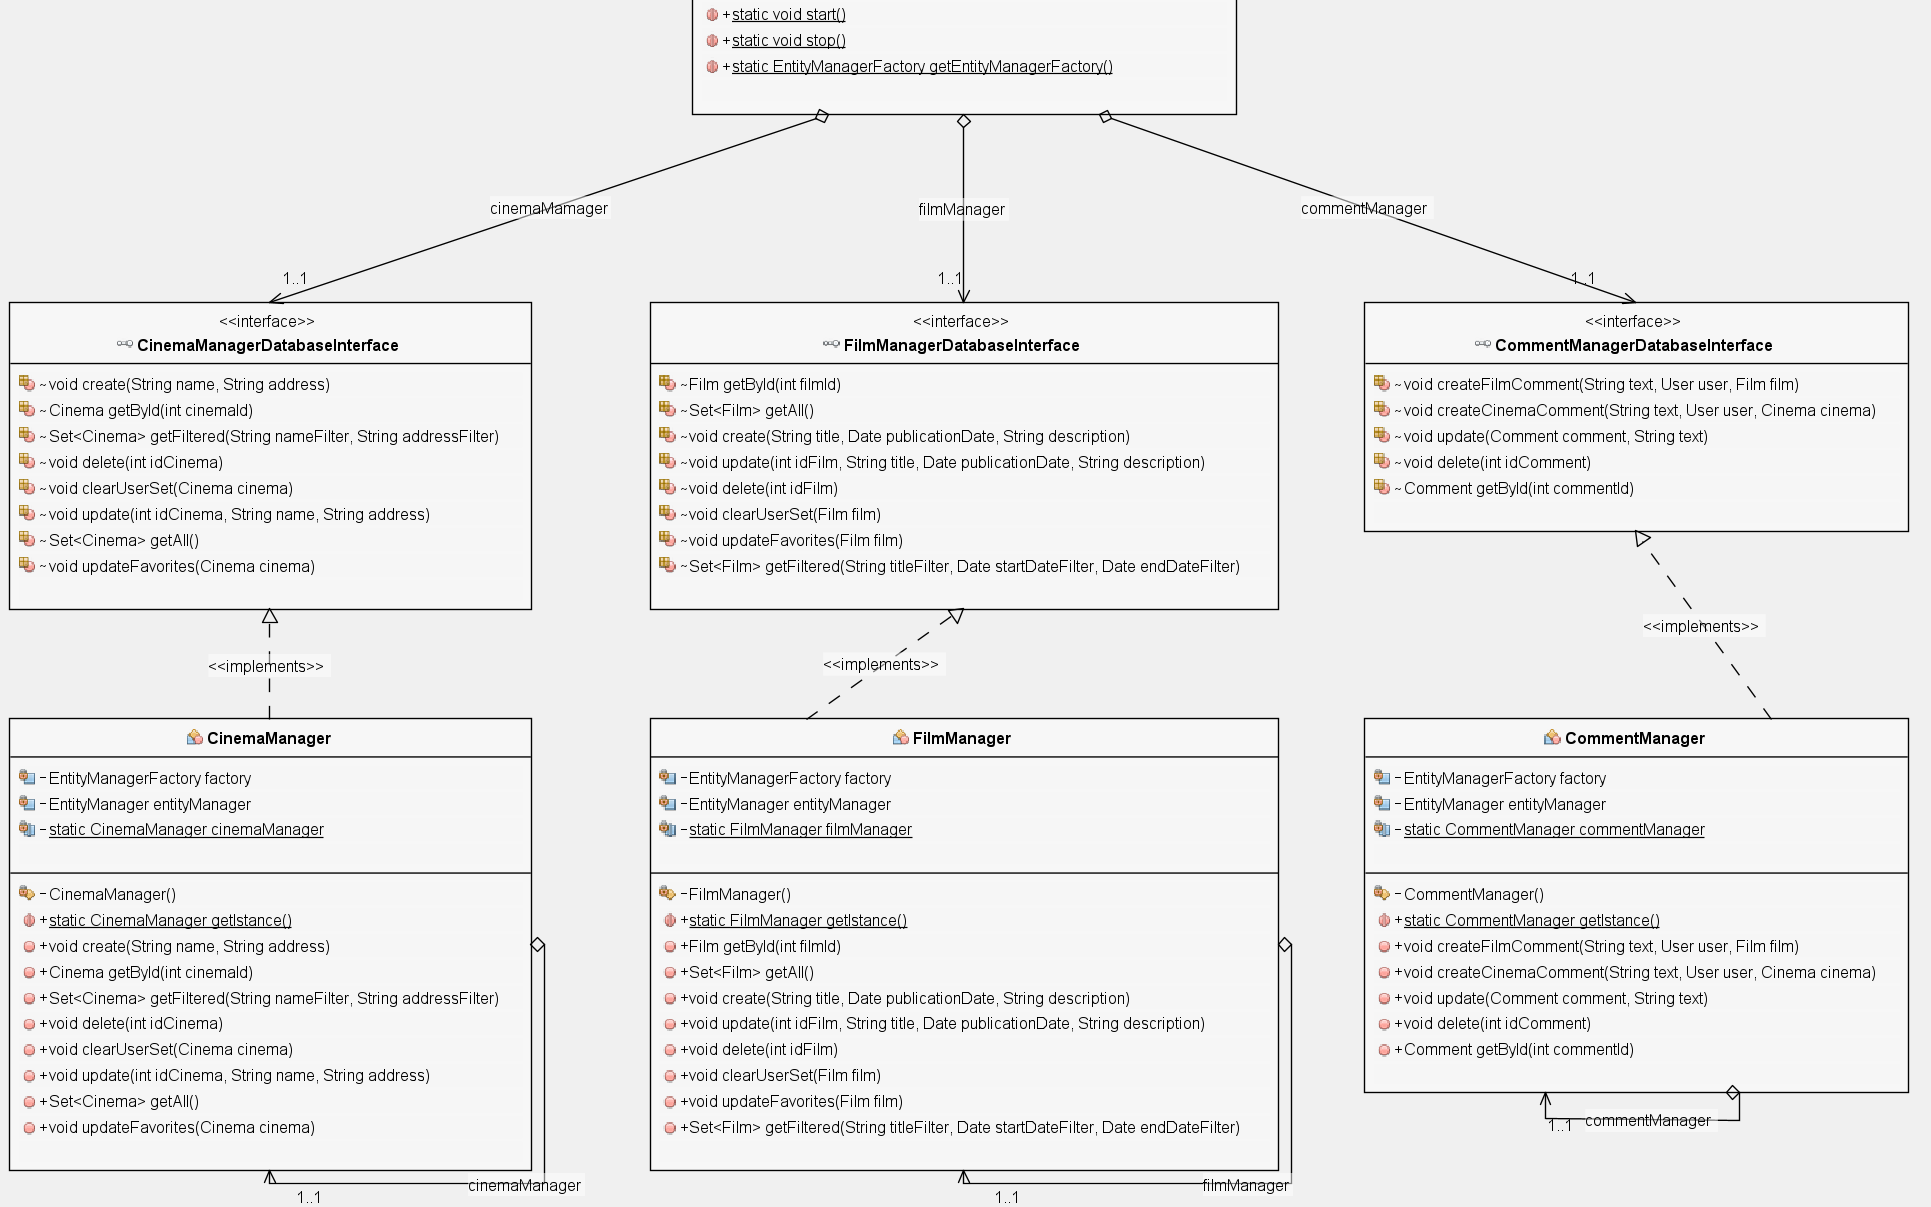 +static void start()
+static void stop()
+static EntityManagerFactory getEntityManagerFactory()
cinemaMamager
filmManager
commentManager
1..1
1..1
1..1
<<interface>>
CinemaManagerDatabaseInterface
~void create(String name, String address)
~Cinema getById(int cinemaId)
~Set<Cinema> getFiltered(String nameFilter, String addressFilter)
~void delete(int idCinema)
~void clearUserSet(Cinema cinema)
~void update(int idCinema, String name, String address)
~Set<Cinema> getAll()
~void updateFavorites(Cinema cinema)
<<interface>>
FilmManagerDatabaseInterface
~Film getById(int filmId)
~Set<Film> getAll()
~void create(String title, Date publicationDate, String description)
~void update(int idFilm, String title, Date publicationDate, String description)
~void delete(int idFilm)
~void clearUserSet(Film film)
~void updateFavorites(Film film)
~Set<Film> getFiltered(String titleFilter, Date startDateFilter, Date endDateFilter)
<<interface>>
CommentManagerDatabaseInterface
~void createFilmComment(String text, User user, Film film)
~void createCinemaComment(String text, User user, Cinema cinema)
~void update(Comment comment, String text)
~void delete(int idComment)
~Comment getById(int commentId)
<<implements>>
<<implements>>
<<implements>>
CinemaManager
-EntityManagerFactory factory
-EntityManager entityManager
-static CinemaManager cinemaManager
-CinemaManager()
+static CinemaManager getIstance()
+void create(String name, String address)
+Cinema getById(int cinemaId)
+Set<Cinema> getFiltered(String nameFilter, String addressFilter)
+void delete(int idCinema)
+void clearUserSet(Cinema cinema)
+void update(int idCinema, String name, String address)
+Set<Cinema> getAll()
+void updateFavorites(Cinema cinema)
cinemaManager
1..1
FilmManager
-EntityManagerFactory factory
-EntityManager entityManager
-static FilmManager filmManager
-FilmManager()
+static FilmManager getIstance()
+Film getById(int filmId)
+Set<Film> getAll()
+void create(String title, Date publicationDate, String description)
+void update(int idFilm, String title, Date publicationDate, String description)
+void delete(int idFilm)
+void clearUserSet(Film film)
+void updateFavorites(Film film)
+Set<Film> getFiltered(String titleFilter, Date startDateFilter, Date endDateFilter)
filmManager
1..1
CommentManager
-EntityManagerFactory factory
-EntityManager entityManager
-static CommentManager commentManager
-CommentManager()
+static CommentManager getIstance()
+void createFilmComment(String text, User user, Film film)
+void createCinemaComment(String text, User user, Cinema cinema)
+void update(Comment comment, String text)
+void delete(int idComment)
+Comment getById(int commentId)
commentManager
1..1